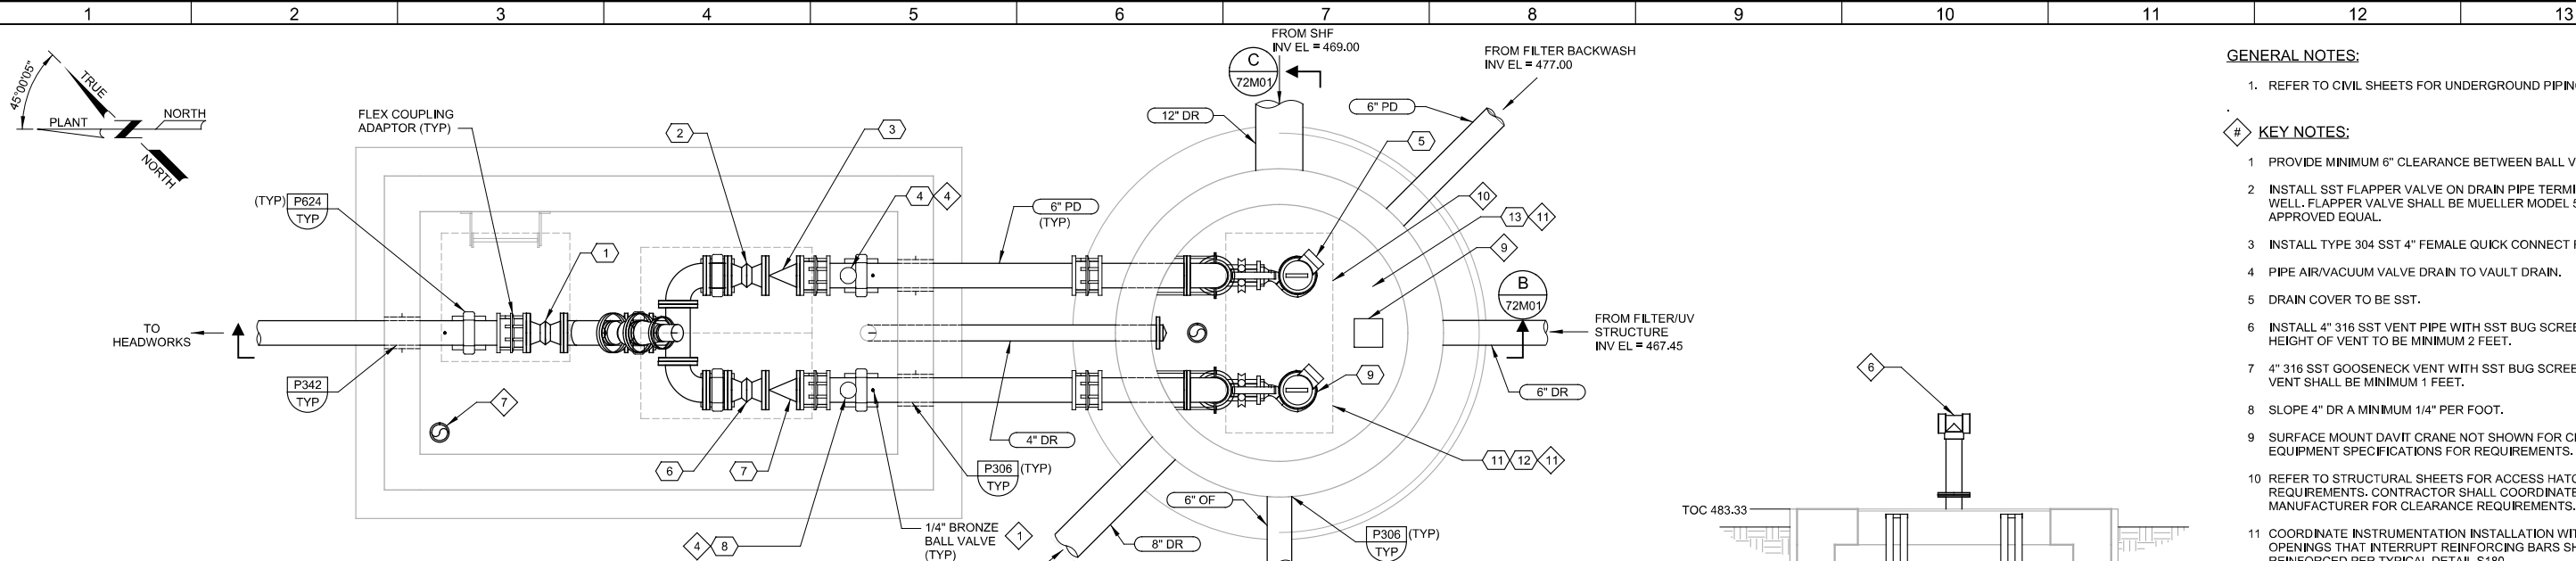 1 2 3 4 5 6 7 8 9 10 11 12 13
45°00'05"
TRUE
PLANT
NORTH
NORTH
FLEX COUPLING
ADAPTOR (TYP)
(TYP) P624
TYP
1
2
3
4 4
TO
HEADWORKS
P342
TYP
7
6
7
4 8
1/4" BRONZE
BALL VALVE
(TYP)
1
6" PD
(TYP)
4" DR
P306 (TYP)
TYP
FROM SHF
INV EL = 469.00
C
72M01
12" DR
6" PD
FROM FILTER BACKWASH
INV EL = 477.00
5
10
13 11
9
B
72M01
FROM FILTER/UV
STRUCTURE
INV EL = 467.45
6" DR
9
11 12 11
6" OF
8" DR
P306 (TYP)
TYP
6
TOC 483.33
GENERAL NOTES:
1. REFER TO CIVIL SHEETS FOR UNDERGROUND PIPING
# KEY NOTES:
1 PROVIDE MINIMUM 6" CLEARANCE BETWEEN BALL V
2 INSTALL SST FLAPPER VALVE ON DRAIN PIPE TERMI
WELL. FLAPPER VALVE SHALL BE MUELLER MODEL 5
APPROVED EQUAL.
3 INSTALL TYPE 304 SST 4" FEMALE QUICK CONNECT F
4 PIPE AIR/VACUUM VALVE DRAIN TO VAULT DRAIN.
5 DRAIN COVER TO BE SST.
6 INSTALL 4" 316 SST VENT PIPE WITH SST BUG SCREE
HEIGHT OF VENT TO BE MINIMUM 2 FEET.
7 4" 316 SST GOOSENECK VENT WITH SST BUG SCREE
VENT SHALL BE MINIMUM 1 FEET.
8 SLOPE 4" DR A MINIMUM 1/4" PER FOOT.
9 SURFACE MOUNT DAVIT CRANE NOT SHOWN FOR CL
EQUIPMENT SPECIFICATIONS FOR REQUIREMENTS.
10 REFER TO STRUCTURAL SHEETS FOR ACCESS HATC
REQUIREMENTS. CONTRACTOR SHALL COORDINATE
MANUFACTURER FOR CLEARANCE REQUIREMENTS.
11 COORDINATE INSTRUMENTATION INSTALLATION WIT
OPENINGS THAT INTERRUPT REINFORCING BARS SH
REINFORCED PER TYPICAL DETAIL S180